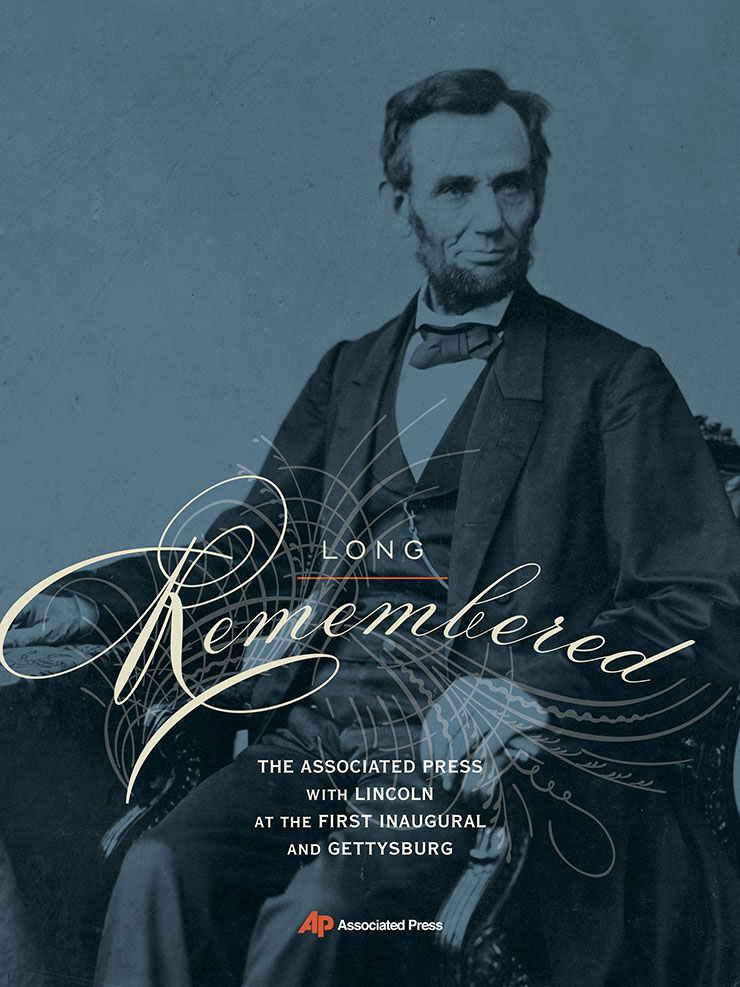 LONG
Remembered
THE ASSOCIATED PRESS
WITH LINCOLN
AT THE FIRST INAUGURAL
AND GETTYSBURG
AP Associated Press